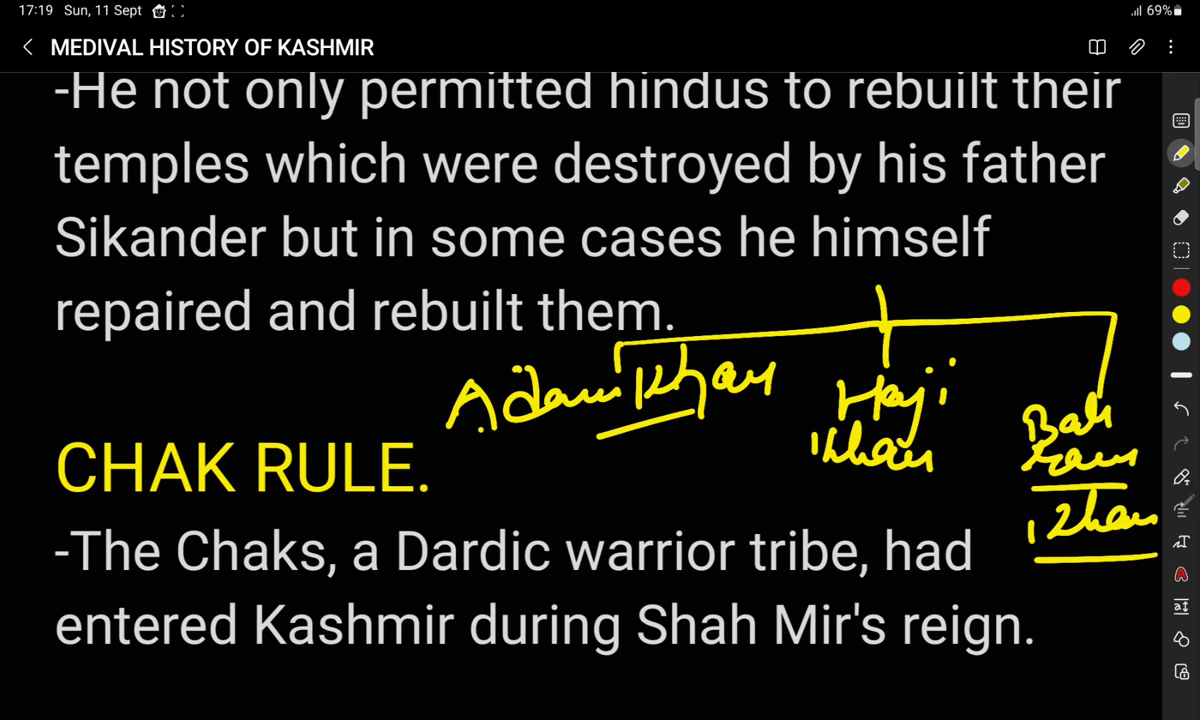 17:19 Sun, 11 Sept 69%
MEDIVAL HISTORY OF KASHMIR
-He not only permitted hindus to rebuilt their
temples which were destroyed by his father
Sikander but in some cases he himself
repaired and rebuilt them.
Adam Khan
Haji
Khan
Bah
ram
Khan
CHAK RULE.
-The Chaks, a Dardic warrior tribe, had
entered Kashmir during Shah Mir's reign.